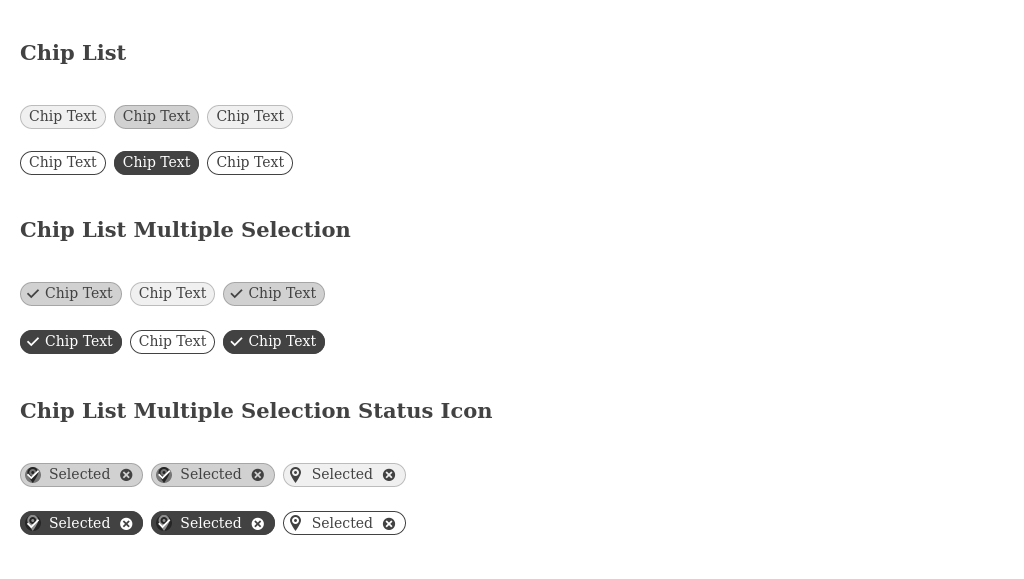 Chip List
Chip Text Chip Text Chip Text
Chip Text Chip Text Chip Text
Chip List Multiple Selection
Chip Text Chip Text Chip Text
Chip Text Chip Text Chip Text
Chip List Multiple Selection Status Icon
Selected Selected Selected
Selected Selected Selected